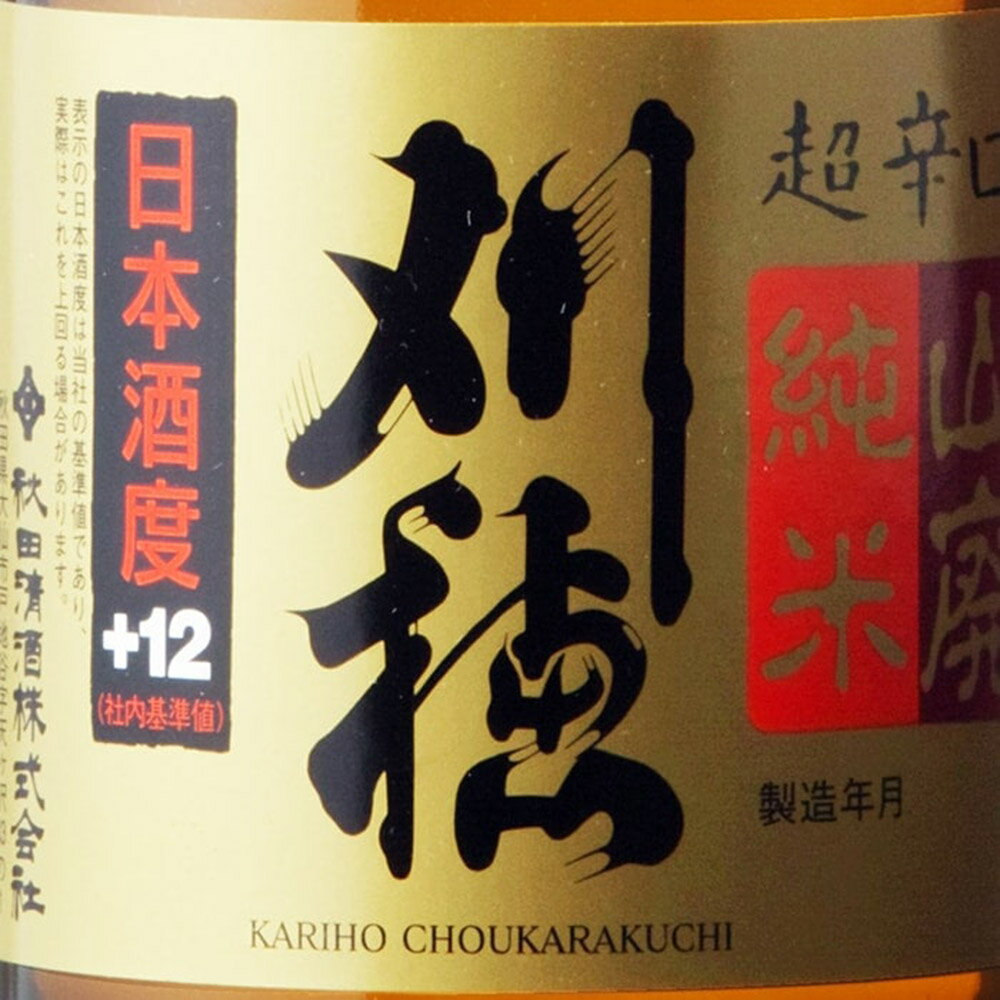 超辛口
山廃
純米
製造年月
刈穂
KARIHO CHOUKARAKUCHI
日本酒度
+12
(社内基準値)
表示の日本酒度は当社の基準値であり、
実際はこれを上回る場合があります。
秋田清酒株式会社